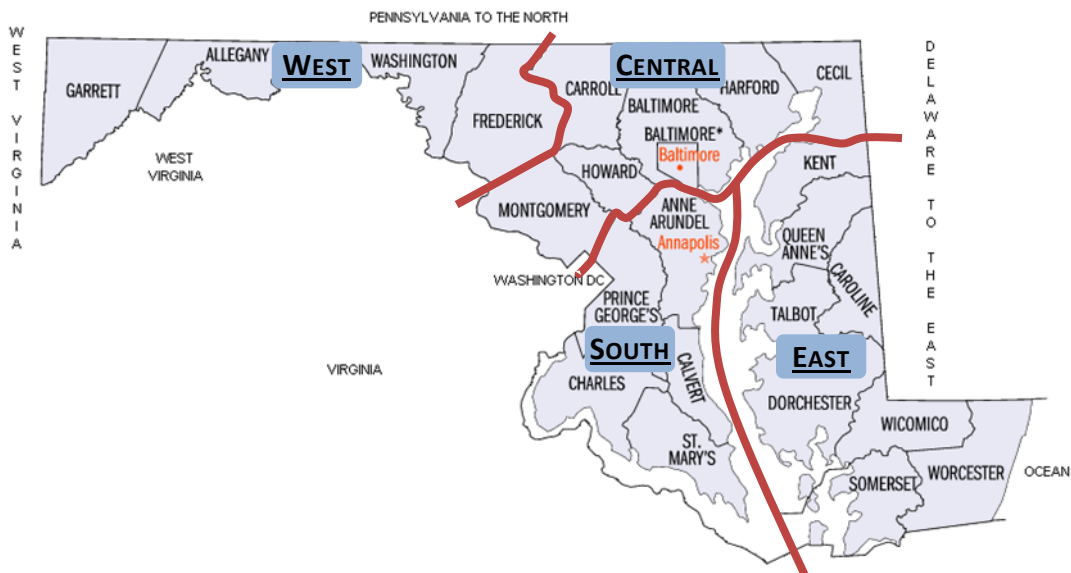 PENNSYLVANIA TO THE NORTH
WEST VIRGINIA
DELAWARE TO THE EAST
ALLEGANY
WEST
WASHINGTON
CENTRAL
CECIL
GARRETT
CARROLL
HARFORD
BALTIMORE
FREDERICK
BALTIMORE*
Baltimore
KENT
WEST
VIRGINIA
HOWARD
MONTGOMERY
ANNE
ARUNDEL
Annapolis
QUEEN
ANNE'S
CAROLINE
WASHINGTON DC
PRINCE
GEORGE'S
TALBOT
SOUTH
EAST
VIRGINIA
CHARLES
CALVERT
DORCHESTER
WICOMICO
ST.
MARY'S
SOMERSET
WORCESTER
OCEAN